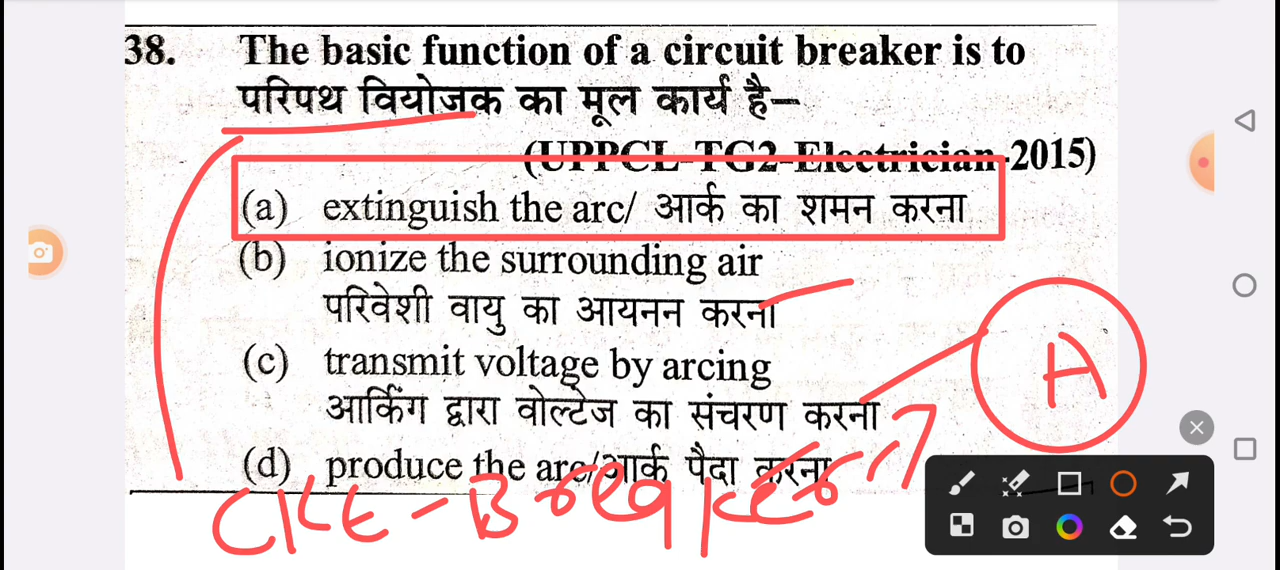 38. The basic function of a circuit breaker is to
परिपथ वियोजक का मूल कार्य है–
(UPPCL-TG2-Electrician-2015)
(a) extinguish the arc/ आर्क का शमन करना
(b) ionize the surrounding air
परिवेशी वायु का आयनन करना
(c) transmit voltage by arcing
आर्किंग द्वारा वोल्टेज का संचरण करना
A
(d) produce the arc/आर्क पैदा करना
CKt-Breaker